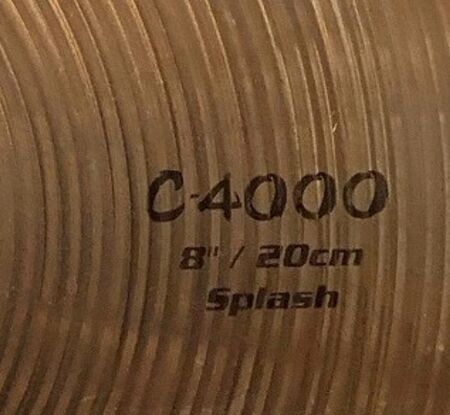 C-4000
8" / 20cm
Splash